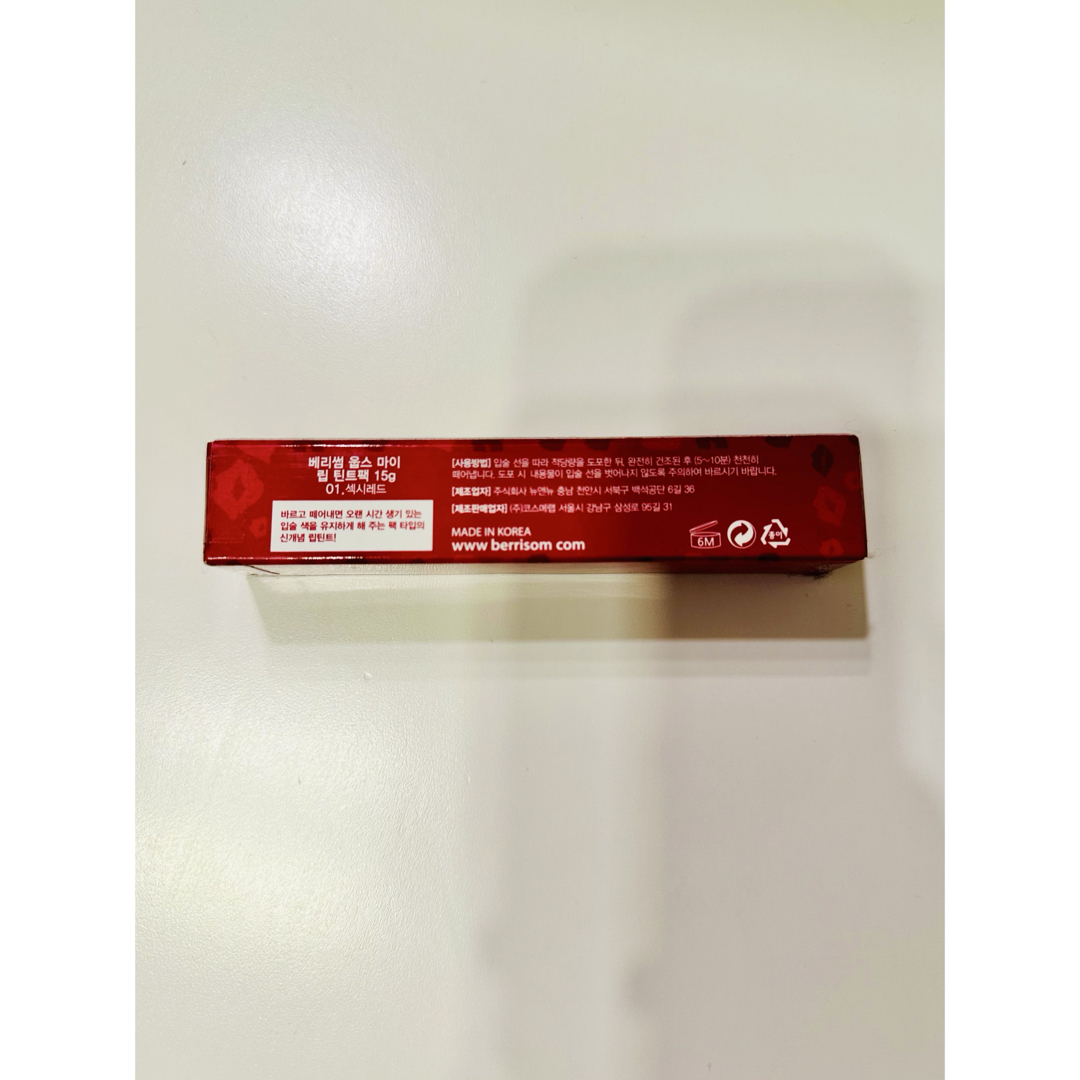 베리썸 웁스 마이
립 틴트팩 15g
01.섹시레드
바르고 떼어내면 오랜 시간 생기 있는
입술 색을 유지하게 해 주는 팩 타입의
신개념 립틴트!
[사용방법] 입술 선을 따라 적당량을 도포한 뒤, 완전히 건조된 후 (5~10분) 천천히
떼어냅니다. 도포 시 내용물이 입술 선을 벗어나지 않도록 주의하여 바르시기 바랍니다.
[제조업자] 주식회사 뉴앤뉴 충남 천안시 서북구 백석공단 6길 36
[제조판매업자] (주)코스메랩 서울시 강남구 삼성로 95길 31
MADE IN KOREA
www berrisom com
6M
종이